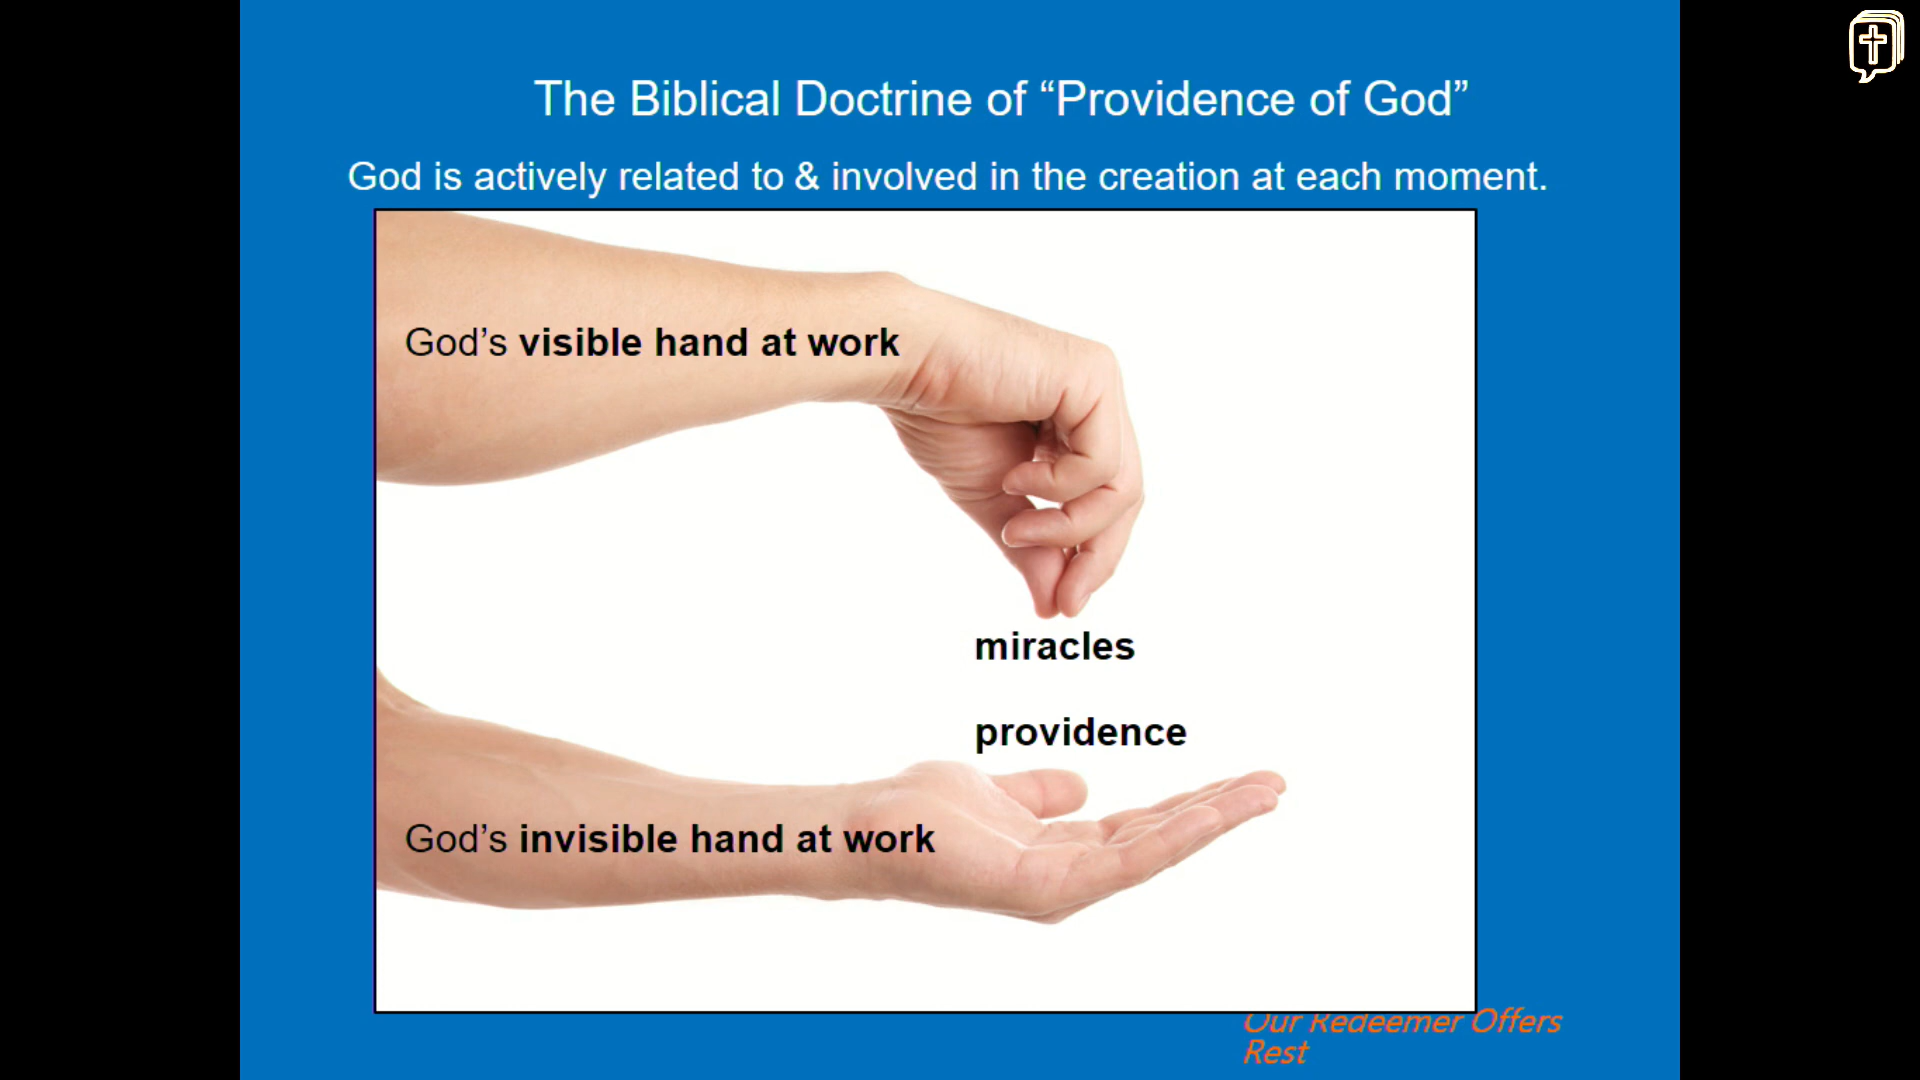 The Biblical Doctrine of “Providence of God”
God is actively related to & involved in the creation at each moment.
God’s visible hand at work
miracles
providence
God’s invisible hand at work
Our Redeemer Offers
Rest